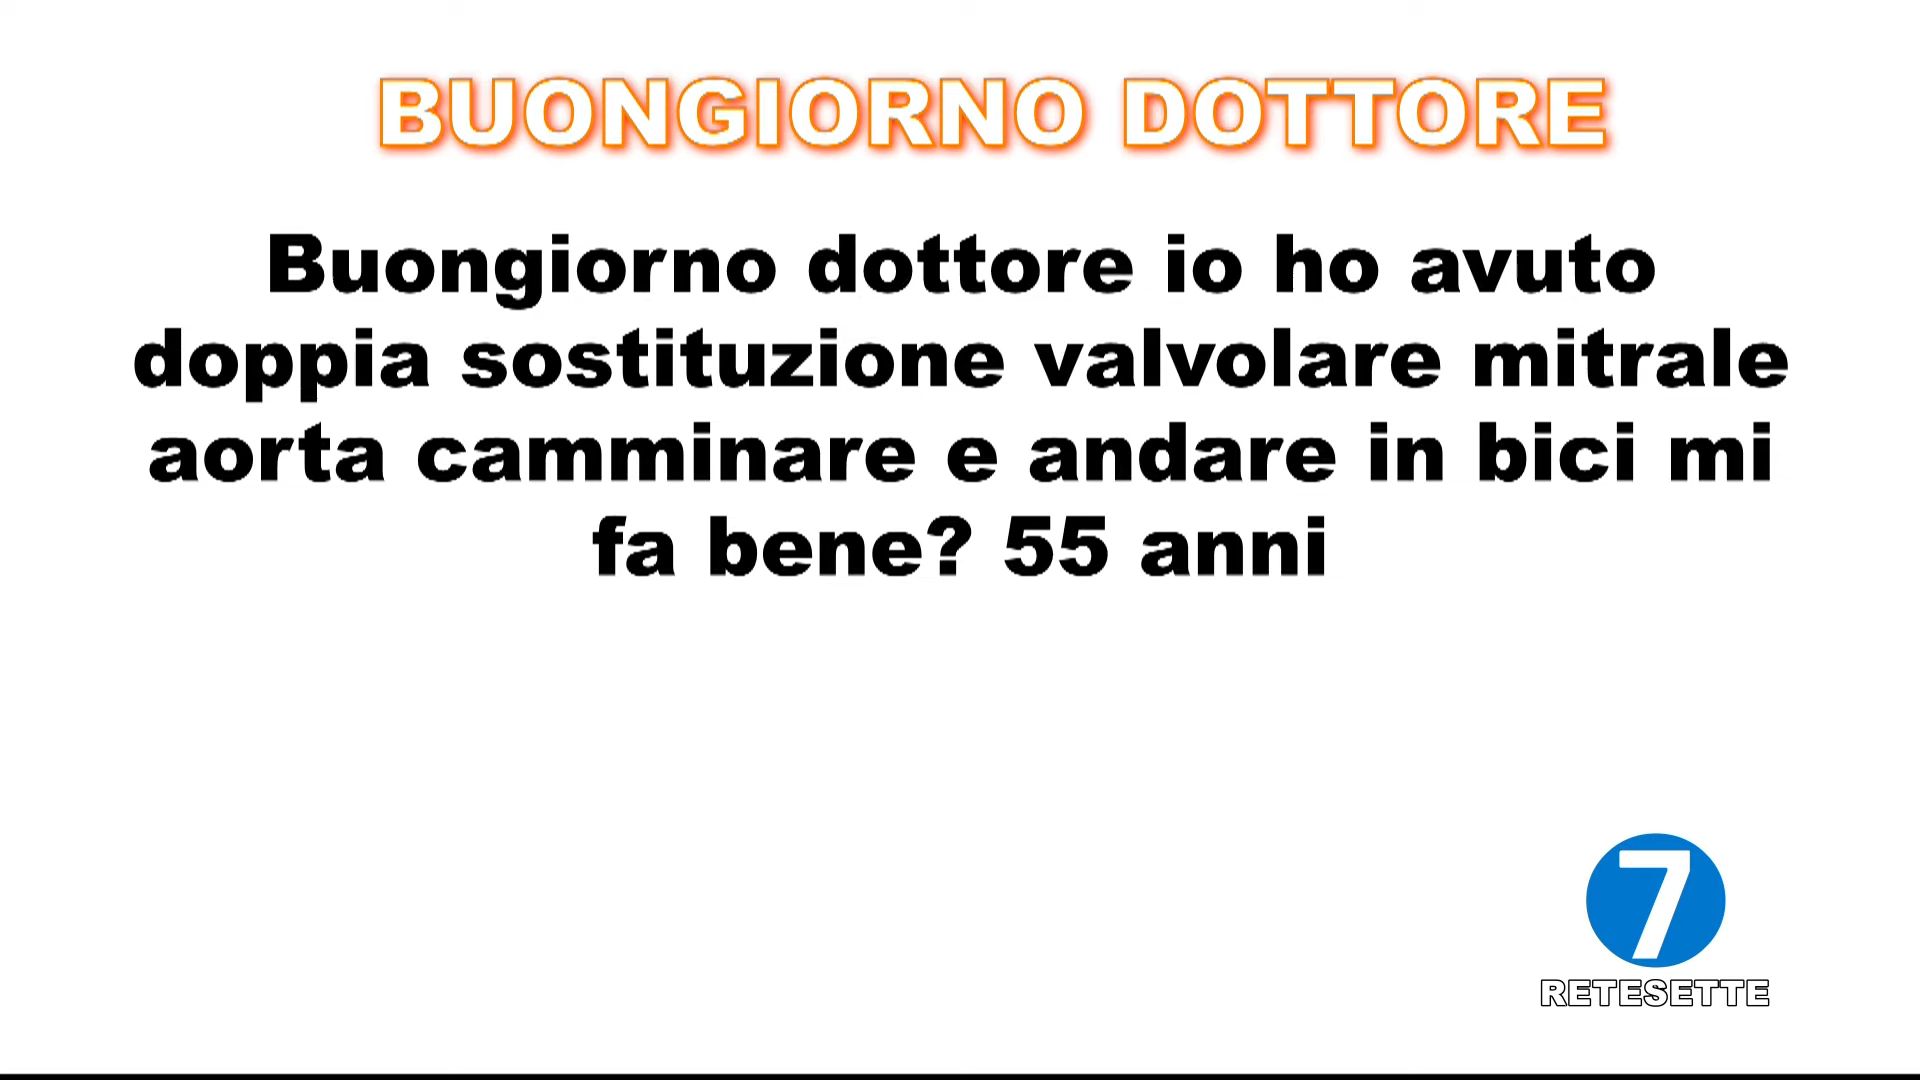 BUONGIORNO DOTTORE
Buongiorno dottore io ho avuto
doppia sostituzione valvolare mitrale
aorta camminare e andare in bici mi
fa bene? 55 anni
7
RETESETTE